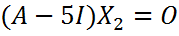 (A − 5I)X₂ = O